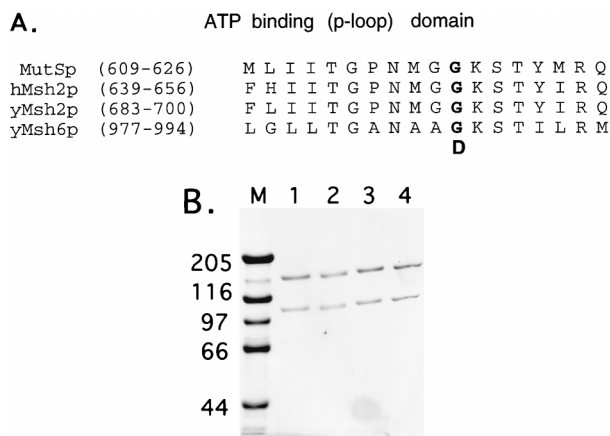 A. ATP binding (p-loop) domain
MutSp (609-626) M L I I T G P N M G G K S T Y M R Q
hMsh2p (639-656) F H I I T G P N M G G K S T Y I R Q
yMsh2p (683-700) F L I I T G P N M G G K S T Y I R Q
yMsh6p (977-994) L G L L T G A N A A G K S T I L R M
D
B. M 1 2 3 4
205
116
97
66
44